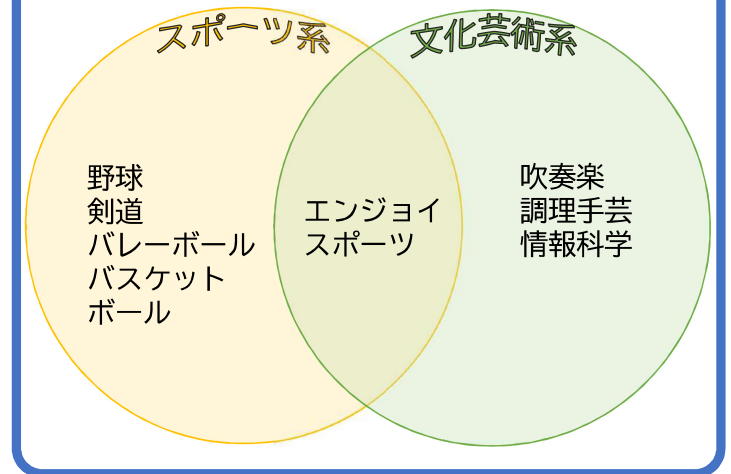 スポーツ系
文化芸術系
野球
剣道
バレーボール
バスケット
ボール
エンジョイ
スポーツ
吹奏楽
調理手芸
情報科学